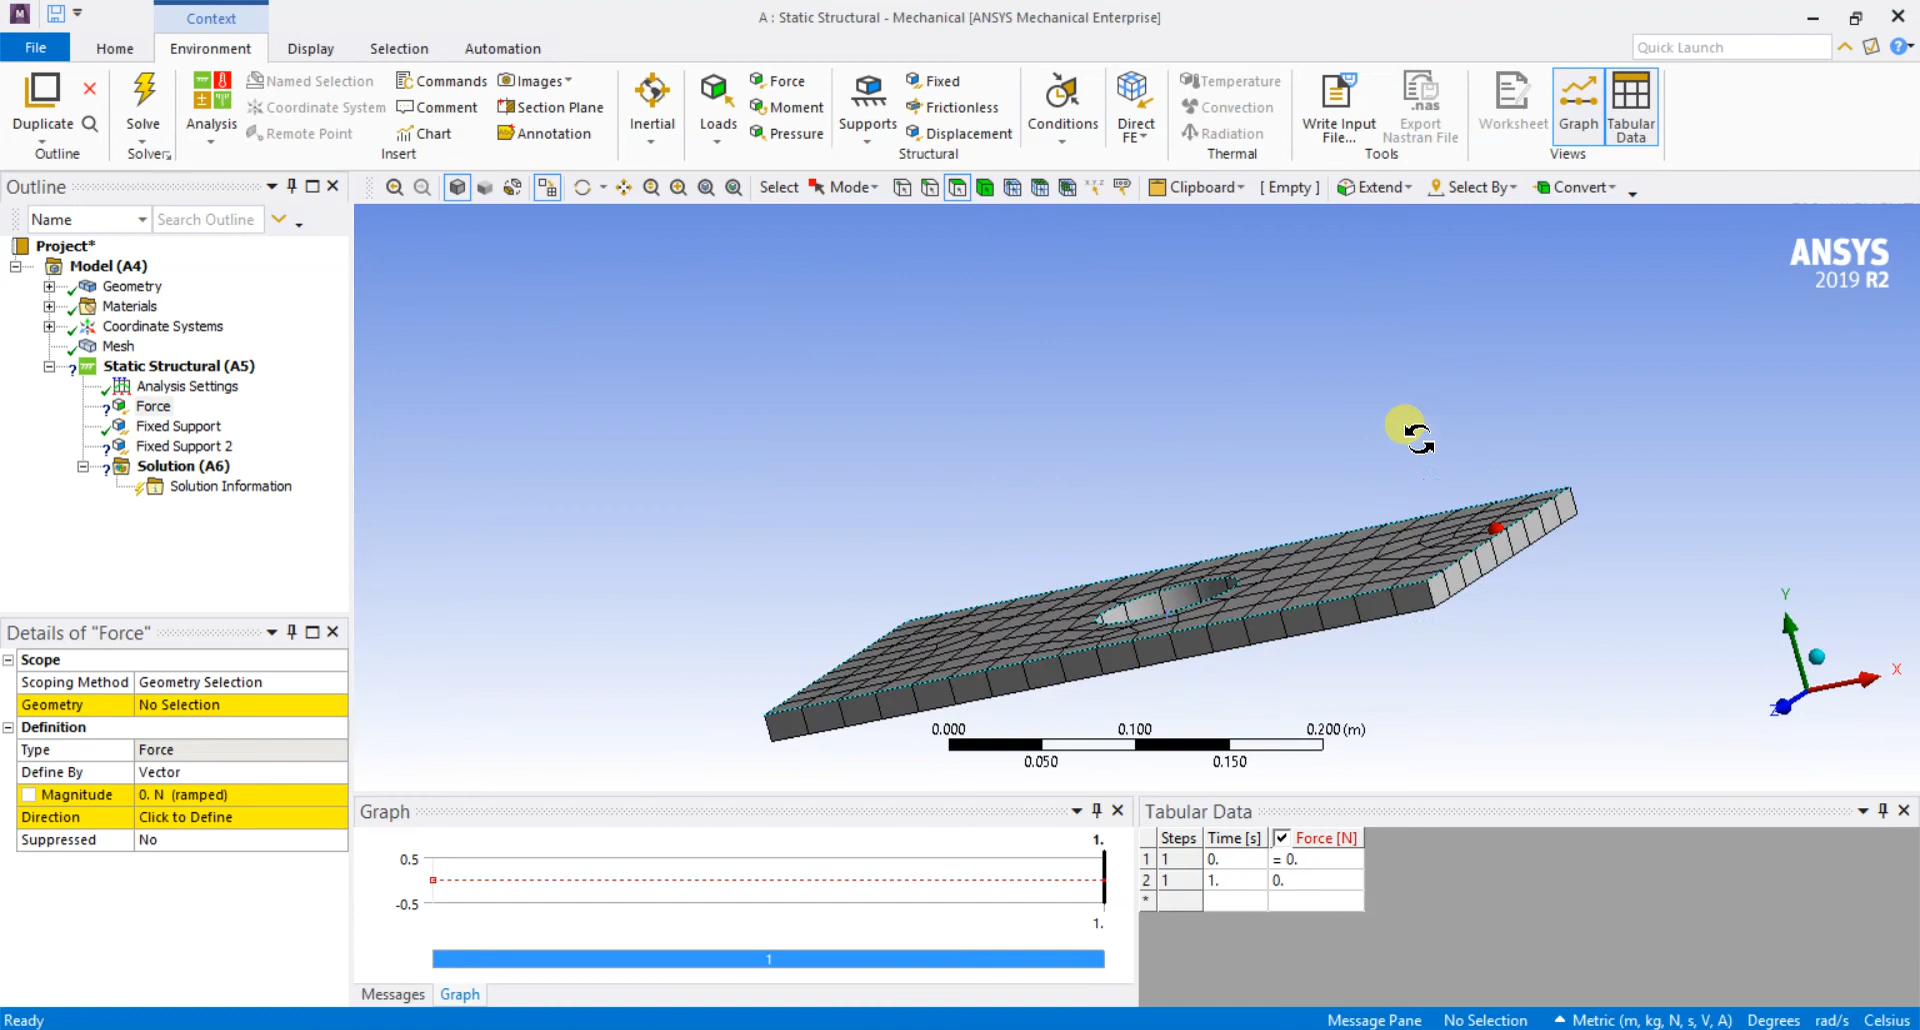 Context
A : Static Structural - Mechanical [ANSYS Mechanical Enterprise]
File Home Environment Display Selection Automation
Quick Launch
Duplicate
Outline
Solve
Solver
Analysis
Named Selection
Coordinate System
Remote Point
Commands
Comment
Chart
Images
Section Plane
Annotation
Insert
Inertial
Loads
Force
Moment
Pressure
Supports
Fixed
Frictionless
Displacement
Structural
Conditions
Direct
FE
Temperature
Convection
Radiation
Thermal
Write Input
File...
.nas
Export
Nastran File
Tools
Worksheet
Graph
Tabular
Data
Views
Outline
Name
Search Outline
Select Mode Clipboard [ Empty ] Extend Select By Convert
Project*
Model (A4)
Geometry
Materials
Coordinate Systems
Mesh
Static Structural (A5)
Analysis Settings
Force
Fixed Support
Fixed Support 2
Solution (A6)
Solution Information
ANSYS
2019 R2
Y
X
Z
0.000 0.100 0.200 (m)
0.050 0.150
Details of "Force"
Scope
Scoping Method Geometry Selection
Geometry No Selection
Definition
Type Force
Define By Vector
Magnitude 0. N (ramped)
Direction Click to Define
Suppressed No
Graph
1.
0.5
-0.5
1.
1
Messages Graph
Tabular Data
Steps Time [s] Force [N]
1 1 0. = 0.
2 1 1. 0.
*
Ready
Message Pane No Selection Metric (m, kg, N, s, V, A) Degrees rad/s Celsius